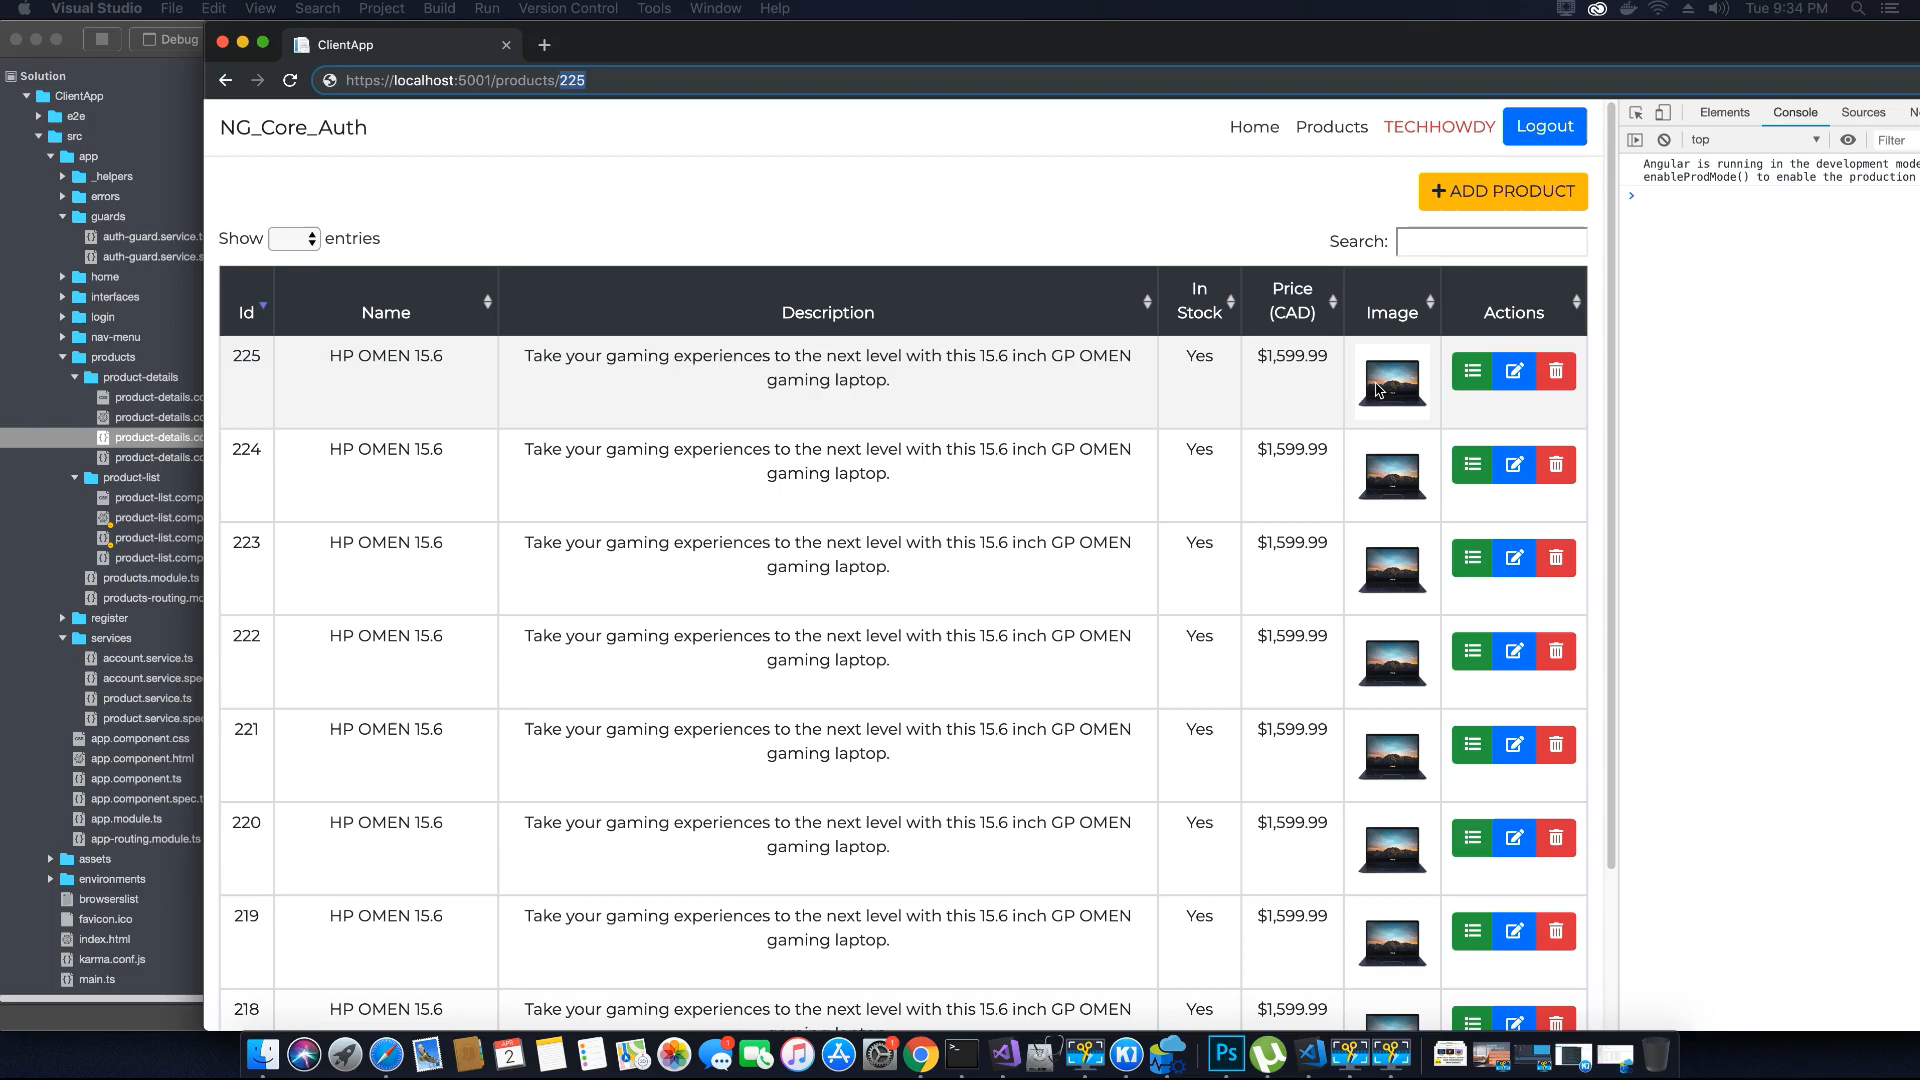 Visual Studio File Edit View Search Project Build Run Version Control Tools Window Help Tue 9:34 PM
Debug
ClientApp
https://localhost:5001/products/225
Solution
ClientApp
e2e
src
app
_helpers
errors
guards
auth-guard.service.t
auth-guard.service.s
home
interfaces
login
nav-menu
products
product-details
product-details.cc
product-details.cc
product-details.cc
product-details.cc
product-list
product-list.comp
product-list.comp
product-list.comp
product-list.comp
products.module.ts
products-routing.mc
register
services
account.service.ts
account.service.spe
product.service.ts
product.service.spec
app.component.css
app.component.html
app.component.ts
app.component.spec.t
app.module.ts
app-routing.module.ts
assets
environments
browserslist
favicon.ico
index.html
karma.conf.js
main.ts
NG_Core_Auth Home Products TECHHOWDY Logout
ADD PRODUCT
Show entries Search:
Id Name Description In Stock Price (CAD) Image Actions
225 HP OMEN 15.6 Take your gaming experiences to the next level with this 15.6 inch GP OMEN Yes $1,599.99
gaming laptop.
224 HP OMEN 15.6 Take your gaming experiences to the next level with this 15.6 inch GP OMEN Yes $1,599.99
gaming laptop.
223 HP OMEN 15.6 Take your gaming experiences to the next level with this 15.6 inch GP OMEN Yes $1,599.99
gaming laptop.
222 HP OMEN 15.6 Take your gaming experiences to the next level with this 15.6 inch GP OMEN Yes $1,599.99
gaming laptop.
221 HP OMEN 15.6 Take your gaming experiences to the next level with this 15.6 inch GP OMEN Yes $1,599.99
gaming laptop.
220 HP OMEN 15.6 Take your gaming experiences to the next level with this 15.6 inch GP OMEN Yes $1,599.99
gaming laptop.
219 HP OMEN 15.6 Take your gaming experiences to the next level with this 15.6 inch GP OMEN Yes $1,599.99
gaming laptop.
218 HP OMEN 15.6 Take your gaming experiences to the next level with this 15.6 inch GP OMEN Yes $1,599.99
Elements Console Sources
top Filter
Angular is running in the development mode
enableProdMode() to enable the production
APR
2
Ps